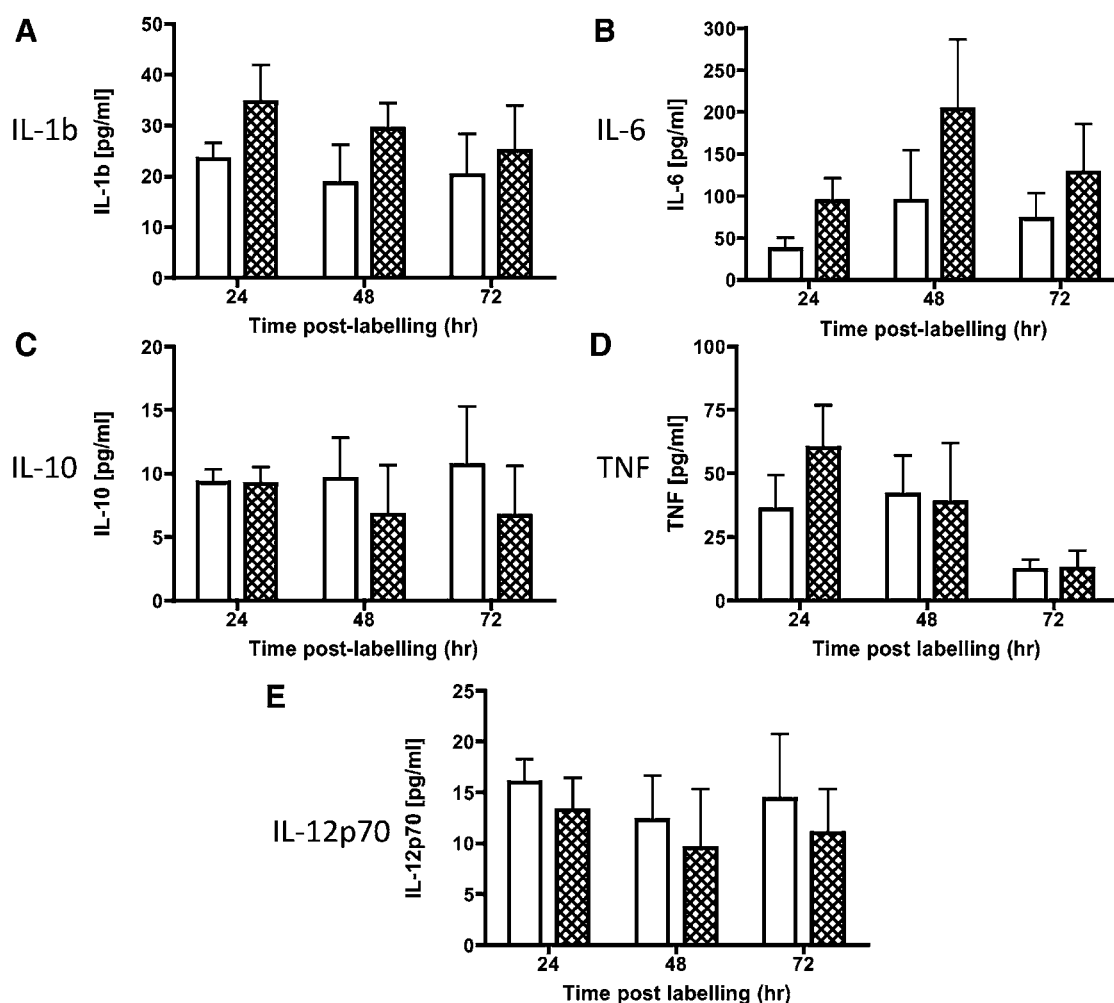 A
IL-1b
IL-1b [pg/ml]
50
40
30
20
10
0
24 48 72
Time post-labelling (hr)
B
IL-6
IL-6 [pg/ml]
300
250
200
150
100
50
0
24 48 72
Time post-labelling (hr)
C
IL-10
IL-10 [pg/ml]
20
15
10
5
0
24 48 72
Time post-labelling (hr)
D
TNF
TNF [pg/ml]
100
75
50
25
0
24 48 72
Time post labelling (hr)
E
IL-12p70
IL-12p70 [pg/ml]
25
20
15
10
5
0
24 48 72
Time post labelling (hr)